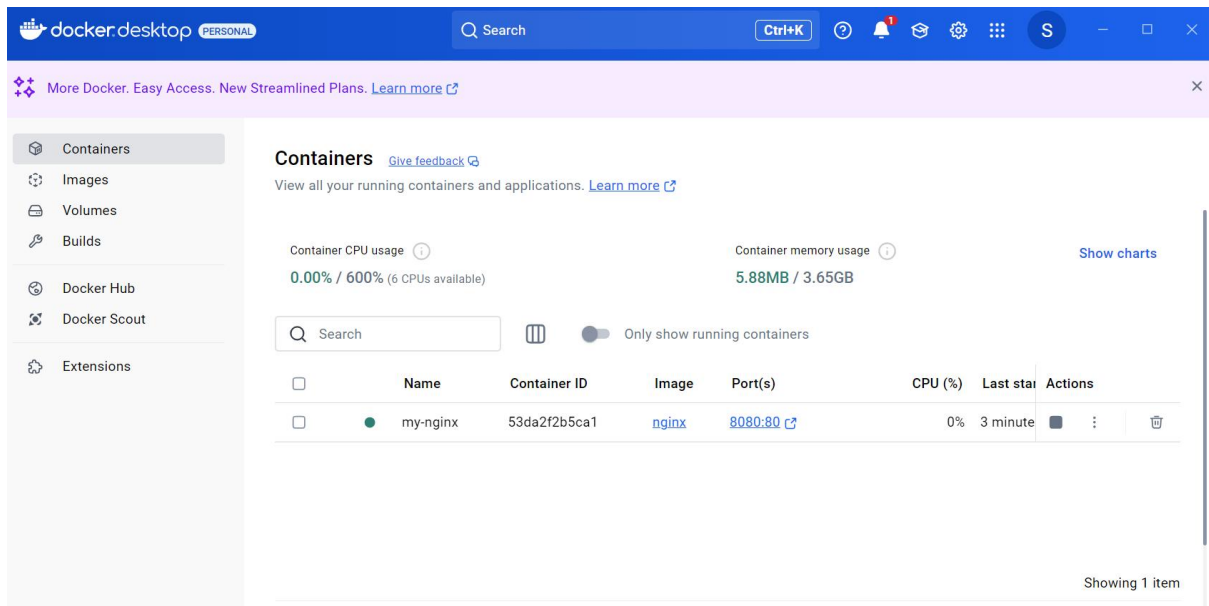 docker.desktop PERSONAL Search Ctrl+K 1 S
More Docker. Easy Access. New Streamlined Plans. Learn more
Containers
Images
Volumes
Builds
Docker Hub
Docker Scout
Extensions
Containers Give feedback
View all your running containers and applications. Learn more
Container CPU usage
0.00% / 600% (6 CPUs available)
Container memory usage
5.88MB / 3.65GB
Show charts
Search
Only show running containers
Name Container ID Image Port(s) CPU (%) Last star Actions
my-nginx 53da2f2b5ca1 nginx 8080:80 0% 3 minute
Showing 1 item